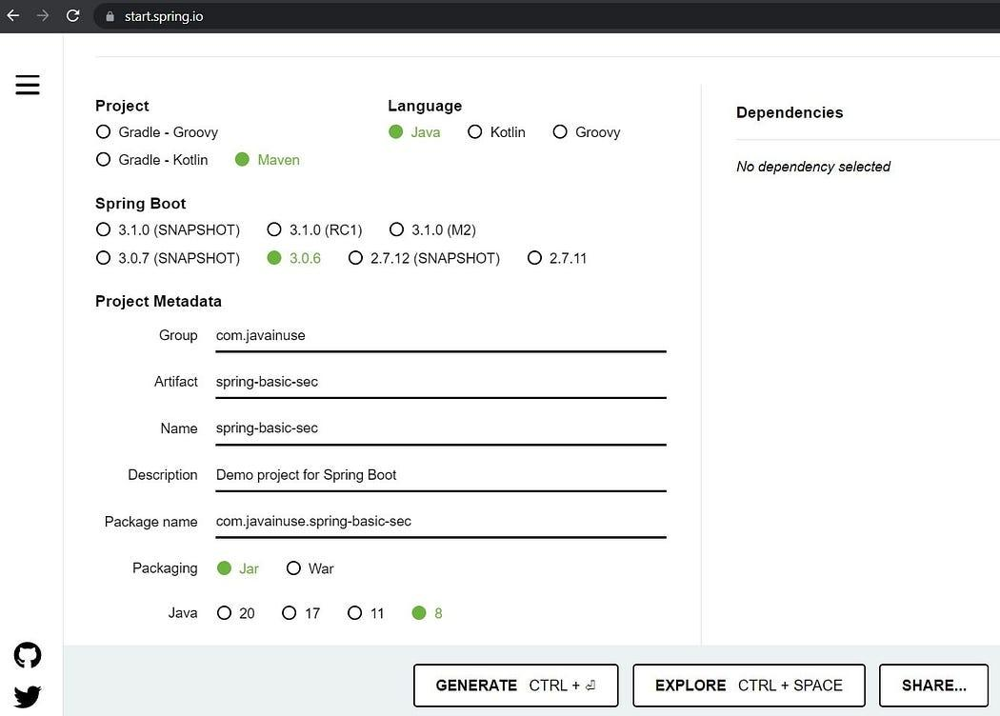 start.spring.io
Project
Language
Dependencies
Gradle - Groovy
Java Kotlin Groovy
Gradle - Kotlin Maven
No dependency selected
Spring Boot
3.1.0 (SNAPSHOT) 3.1.0 (RC1) 3.1.0 (M2)
3.0.7 (SNAPSHOT) 3.0.6 2.7.12 (SNAPSHOT) 2.7.11
Project Metadata
Group com.javainuse
Artifact spring-basic-sec
Name spring-basic-sec
Description Demo project for Spring Boot
Package name com.javainuse.spring-basic-sec
Packaging Jar War
Java 20 17 11 8
GENERATE CTRL + ⏎ EXPLORE CTRL + SPACE SHARE...